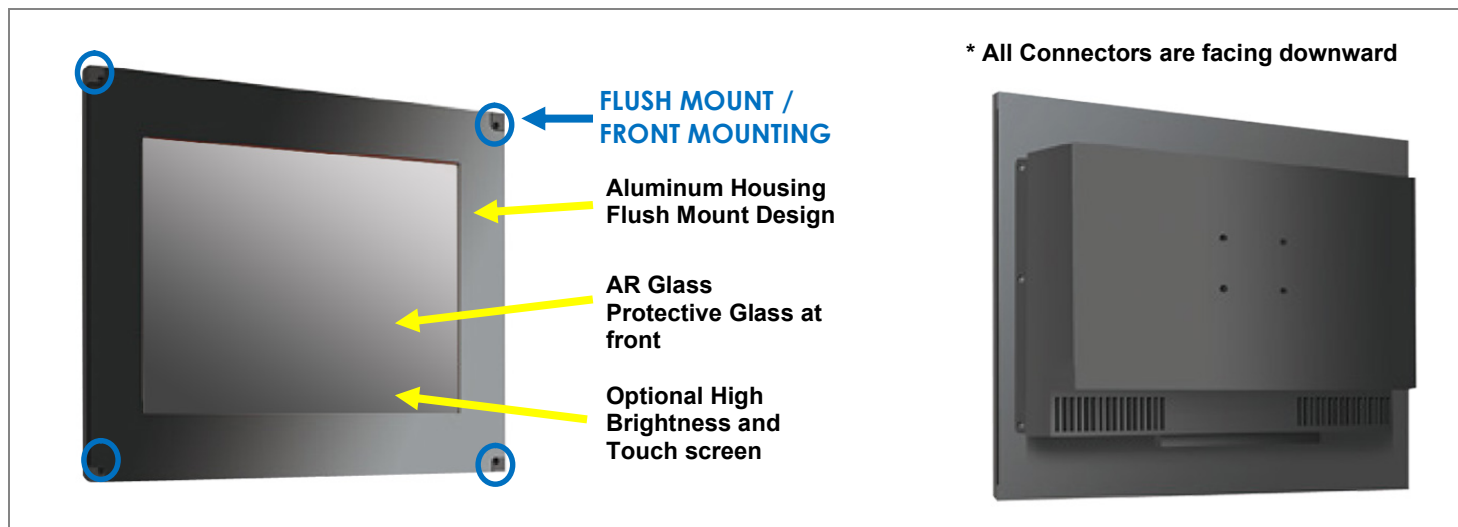 * All Connectors are facing downward
FLUSH MOUNT /
FRONT MOUNTING
Aluminum Housing
Flush Mount Design
AR Glass
Protective Glass at
front
Optional High
Brightness and
Touch screen